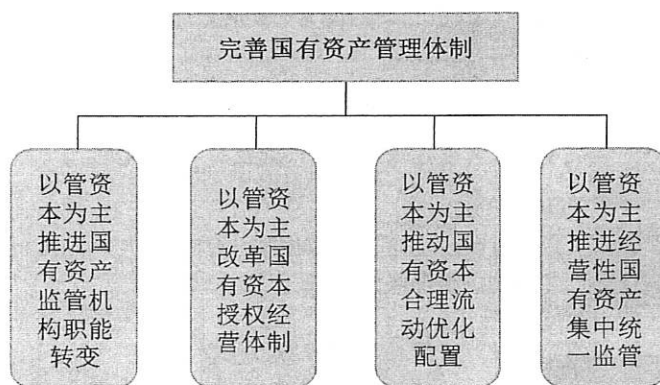 完善国有资产管理体制
以管资
本为主
推进国
有资产
监管机
构职能
转变
以管资
本为主
改革国
有资本
授权经
营体制
以管资
本为主
推动国
有资本
合理流
动优化
配置
以管资
本为主
推进经
营性国
有资产
集中统
一监管